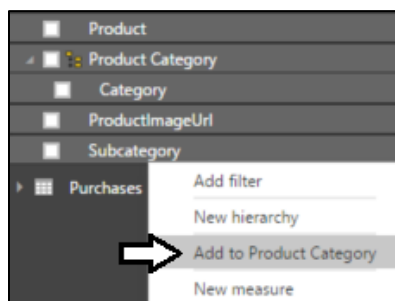 Product
Product Category
Category
ProductImageUrl
Subcategory
Purchases
Add filter
New hierarchy
Add to Product Category
New measure